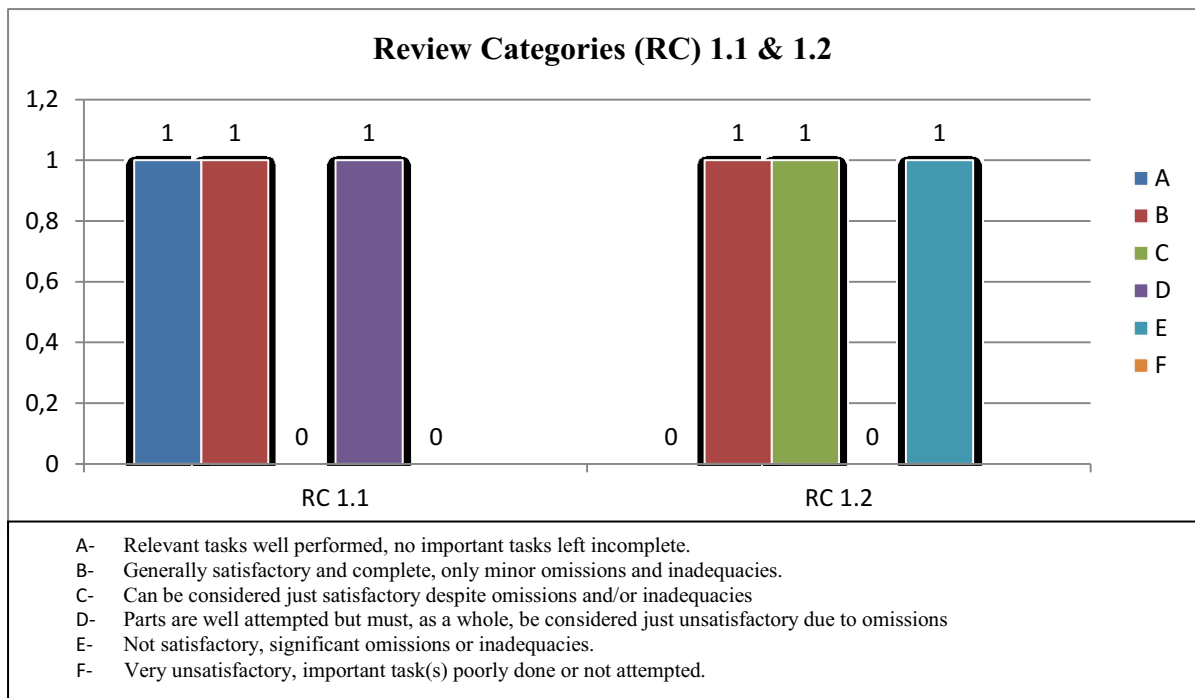 Review Categories (RC) 1.1 & 1.2
1,2
1
0,8
0,6
0,4
0,2
0
1 1 0 1 0
0 1 1 0 1
RC 1.1 RC 1.2
A
B
C
D
E
F
A- Relevant tasks well performed, no important tasks left incomplete.
B- Generally satisfactory and complete, only minor omissions and inadequacies.
C- Can be considered just satisfactory despite omissions and/or inadequacies
D- Parts are well attempted but must, as a whole, be considered just unsatisfactory due to omissions
E- Not satisfactory, significant omissions or inadequacies.
F- Very unsatisfactory, important task(s) poorly done or not attempted.